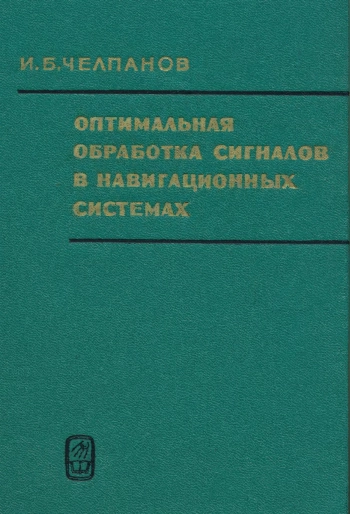 И.Б.ЧЕЛПАНОВ
ОПТИМАЛЬНАЯ
ОБРАБОТКА СИГНАЛОВ
В НАВИГАЦИОННЫХ
СИСТЕМАХ